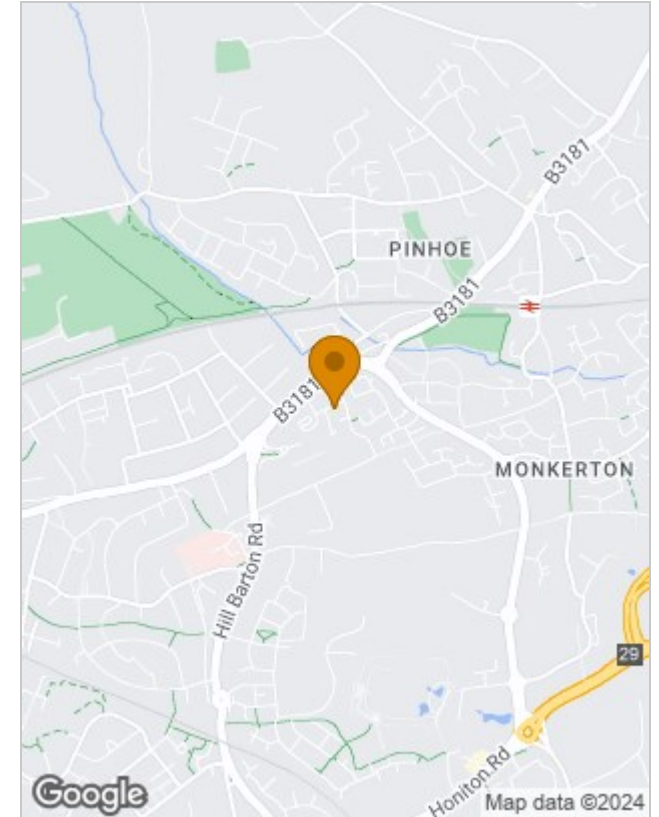 B3181
PINHOE
B3181
B3181
MONKERTON
Hill Barton Rd
29
Honiton Rd
Google
Map data ©2024